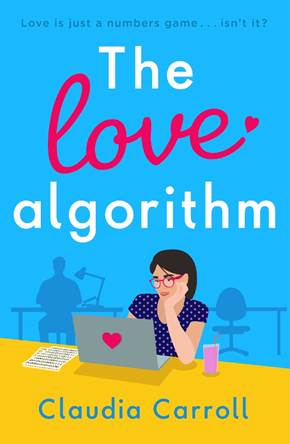 Love is just a numbers game . . . isn't it?
The
love
algorithm
Claudia Carroll